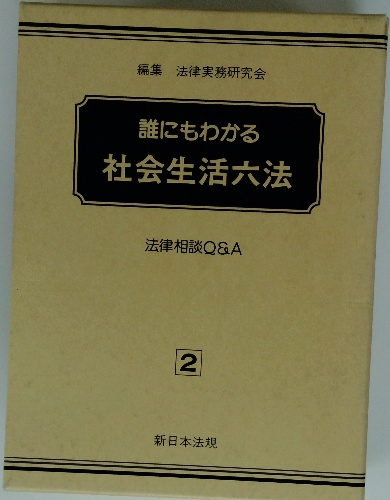 編集 法律実務研究会
誰にもわかる
社会生活六法
法律相談Q&A
2
新日本法規